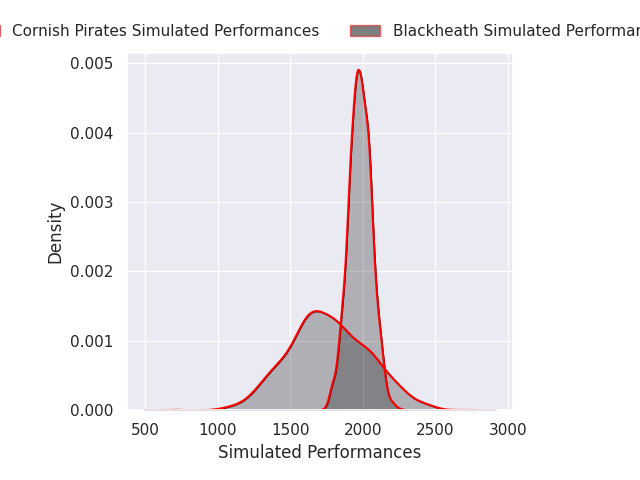 Cornish Pirates Simulated Performances
Blackheath Simulated
0.005
0.004
0.003
0.002
0.001
0.000
Density
500 1000 1500 2000 2500 3000
Simulated Performances